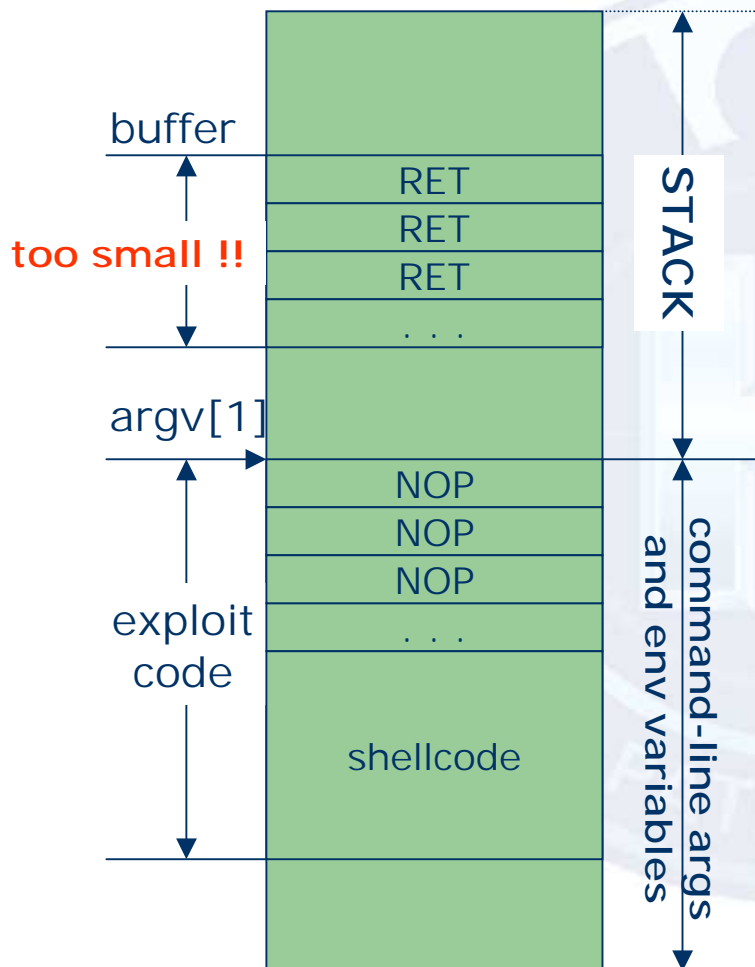 buffer
RET
RET
RET
. . .
too small !!
STACK
argv[1]
NOP
NOP
NOP
. . .
exploit
code
shellcode
command-line args
and env variables